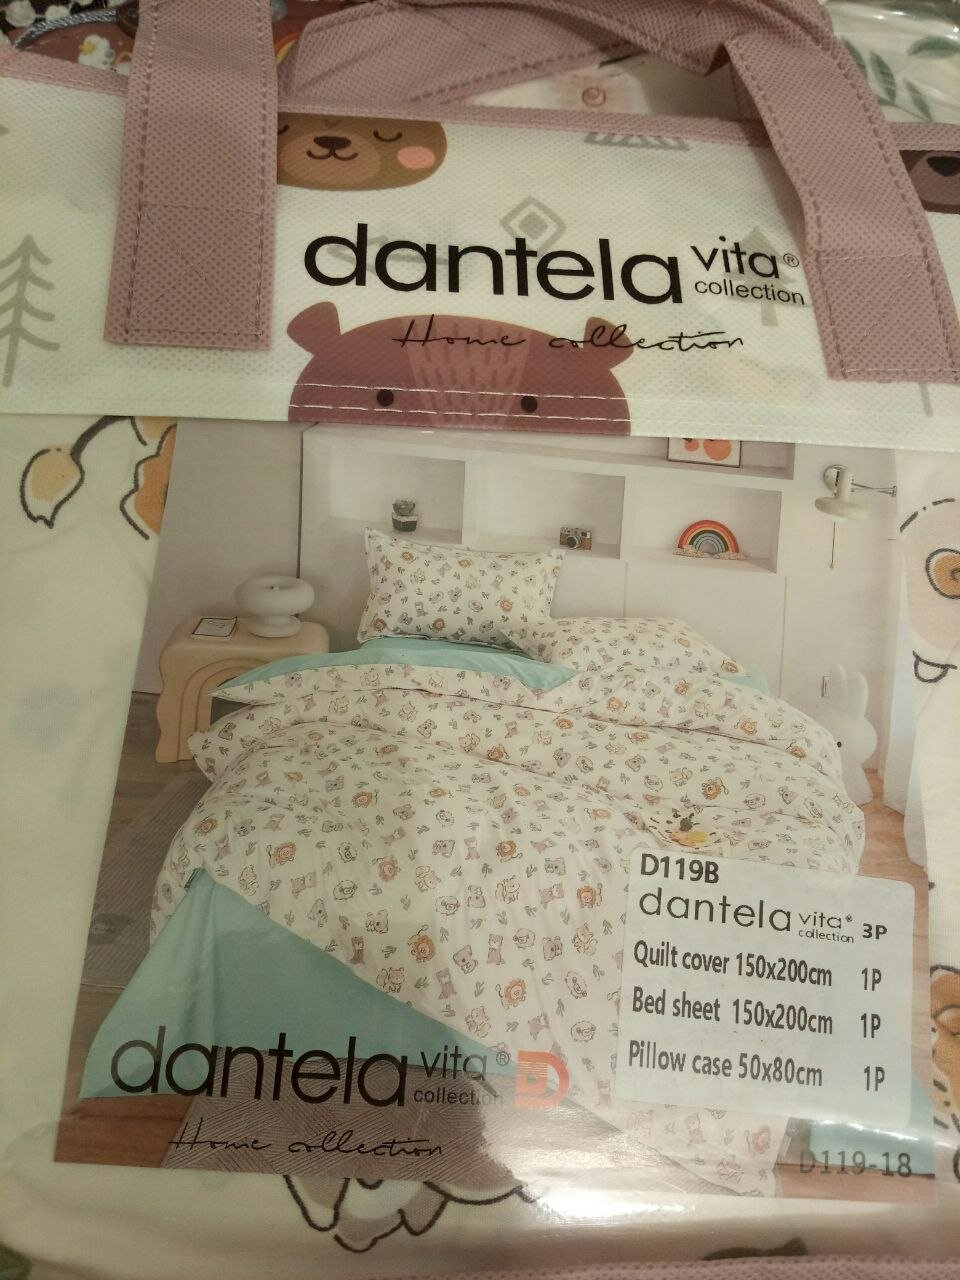 dantela vita® collection
Home collection
D119B
dantela vita® collection 3P
Quilt cover 150x200cm 1P
Bed sheet 150x200cm 1P
Pillow case 50x80cm 1P
dantela vita® collection D
Home collection
D119-18